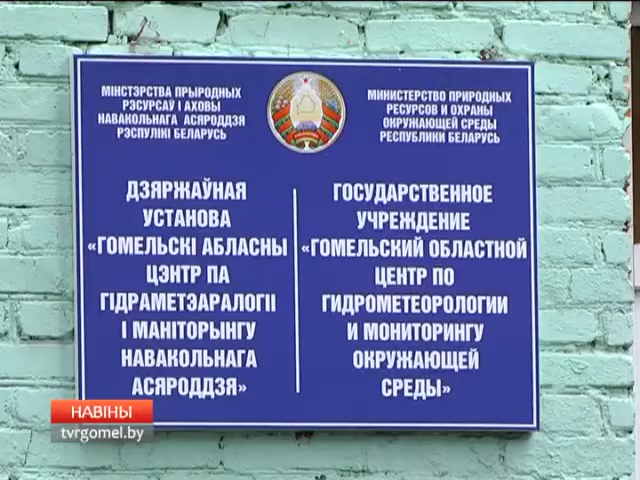 МІНІСТЭРСТВА ПРЫРОДНЫХ
РЭСУРСАЎ І АХОВЫ
НАВАКОЛЬНАГА АСЯРОДДЗЯ
РЭСПУЛІКІ БЕЛАРУСЬ
МИНИСТЕРСТВО ПРИРОДНЫХ
РЕСУРСОВ И ОХРАНЫ
ОКРУЖАЮЩЕЙ СРЕДЫ
РЕСПУБЛИКИ БЕЛАРУСЬ
ДЗЯРЖАЎНАЯ
УСТАНОВА
«ГОМЕЛЬСКІ АБЛАСНЫ
ЦЭНТР ПА
ГІДРАМЕТЭАРАЛОГІІ
І МАНІТОРЫНГУ
НАВАКОЛЬНАГА
АСЯРОДДЗЯ»
ГОСУДАРСТВЕННОЕ
УЧРЕЖДЕНИЕ
«ГОМЕЛЬСКИЙ ОБЛАСТНОЙ
ЦЕНТР ПО
ГИДРОМЕТЕОРОЛОГИИ
И МОНИТОРИНГУ
ОКРУЖАЮЩЕЙ
СРЕДЫ»
НАВІНЫ
tvrgomel.by